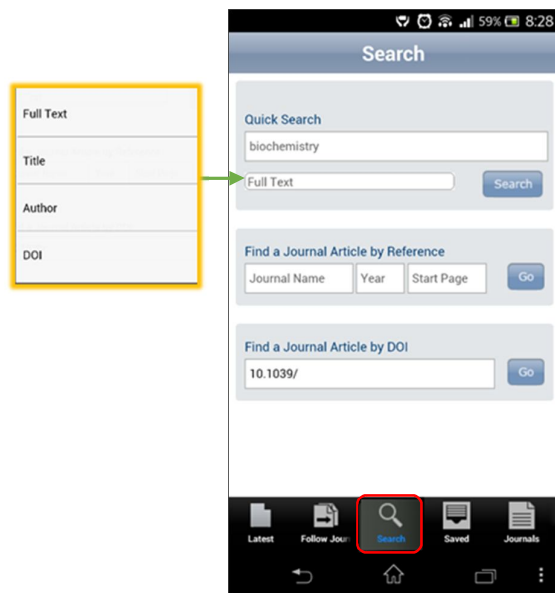 59% 8:28
Search
Full Text
Title
Author
DOI
Quick Search
biochemistry
Full Text Search
Find a Journal Article by Reference
Journal Name Year Start Page Go
Find a Journal Article by DOI
10.1039/ Go
Latest Follow Jour Search Saved Journals